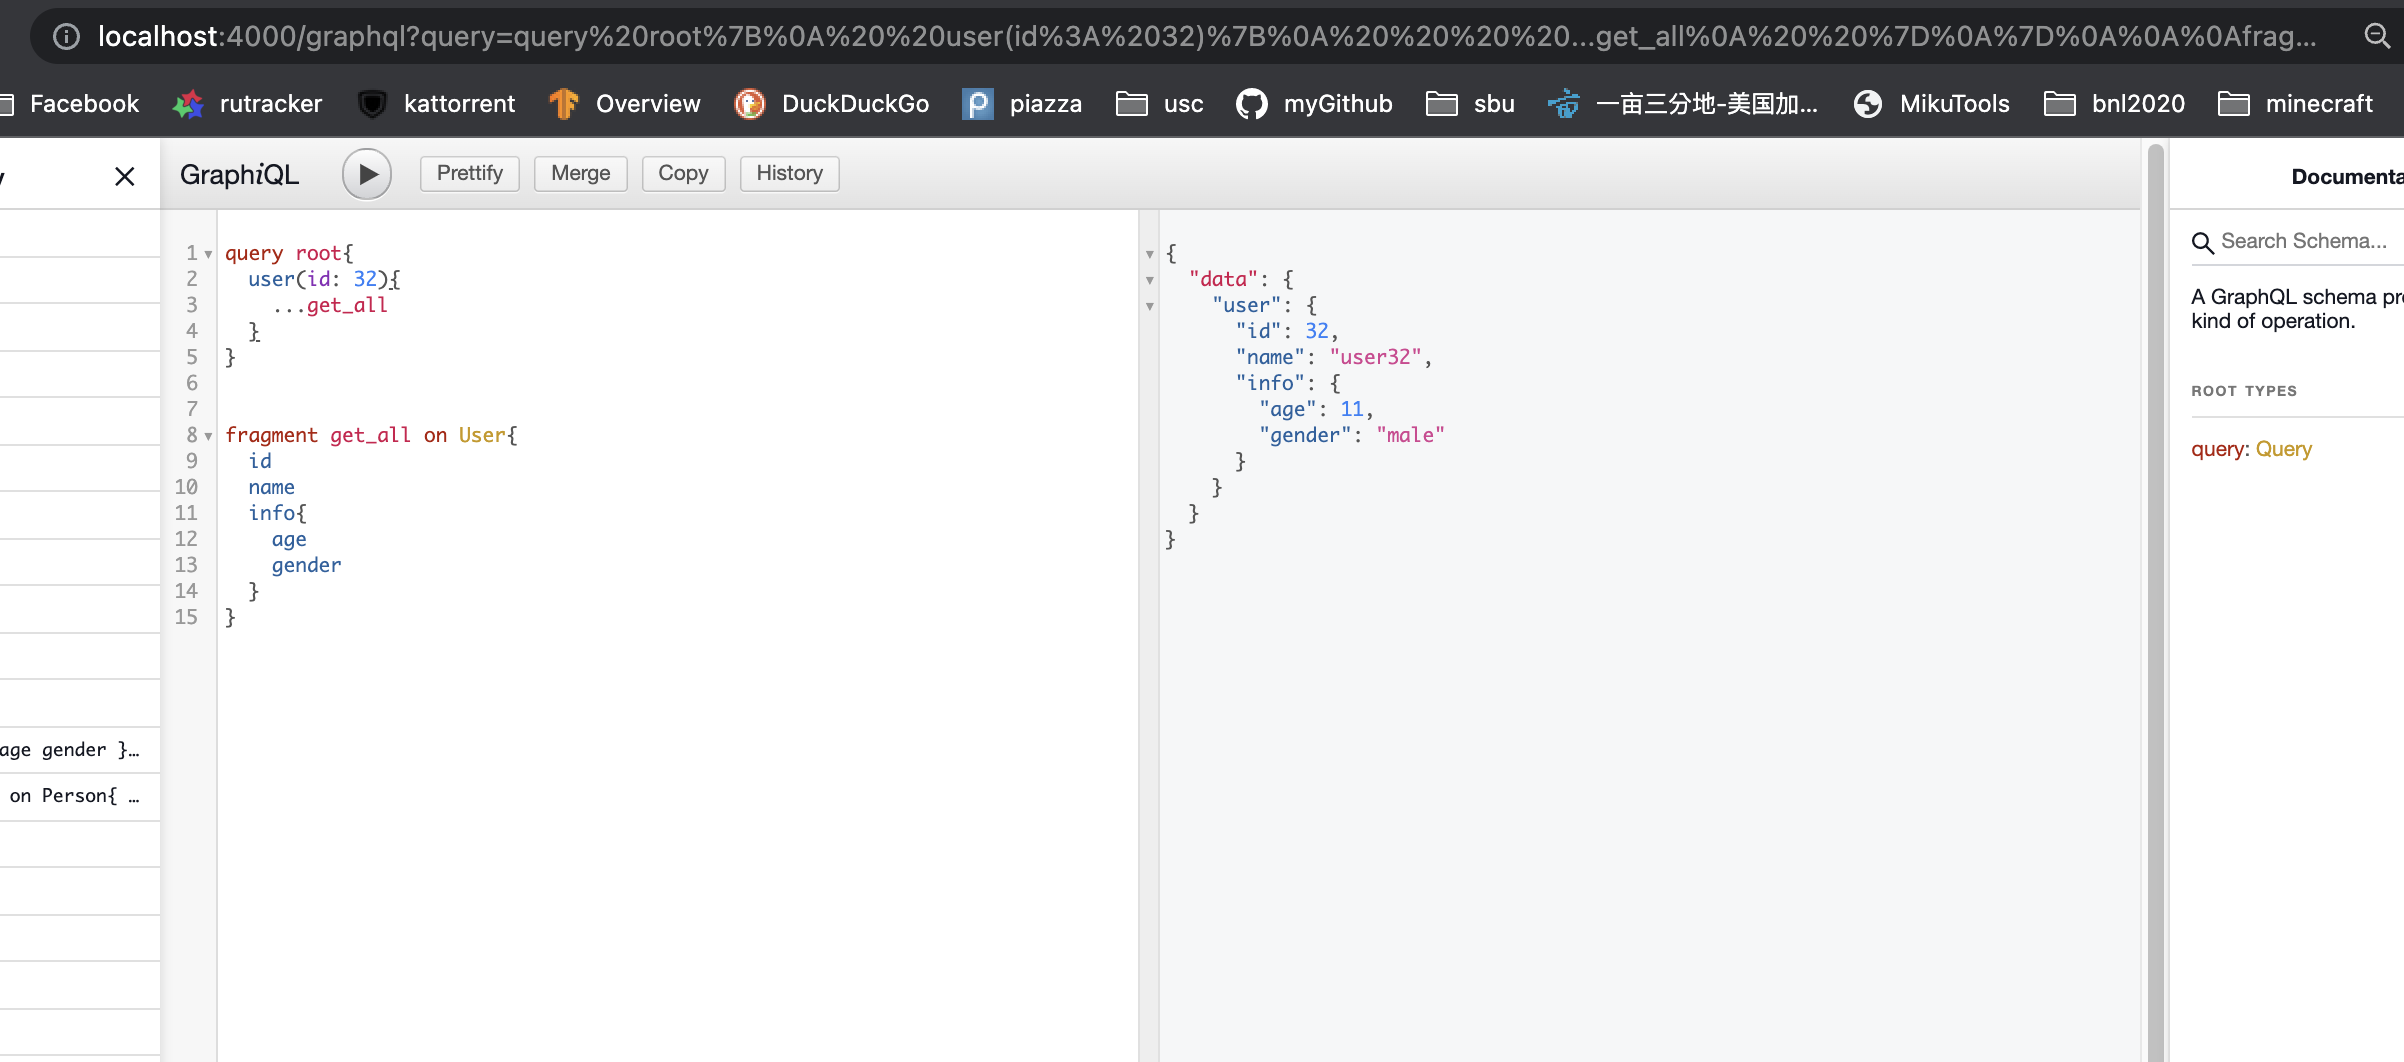 localhost:4000/graphql?query=query%20root%7B%0A%20%20user(id%3A%2032)%7B%0A%20%20%20%20...get_all%0A%20%20%7D%0A%7D%0A%0A%0Afrag...
Facebook rutracker kattorrent Overview DuckDuckGo piazza usc myGithub sbu 一亩三分地-美国加... MikuTools bnl2020 minecraft
GraphiQL Prettify Merge Copy History
1 query root{
2 user(id: 32){
3 ...get_all
4 }
5 }
6
7
8 fragment get_all on User{
9 id
10 name
11 info{
12 age
13 gender
14 }
15 }
{
"data": {
"user": {
"id": 32,
"name": "user32",
"info": {
"age": 11,
"gender": "male"
}
}
}
}
age gender }…
on Person{ …
Search Schema...
A GraphQL schema
kind of operation.
ROOT TYPES
query: Query